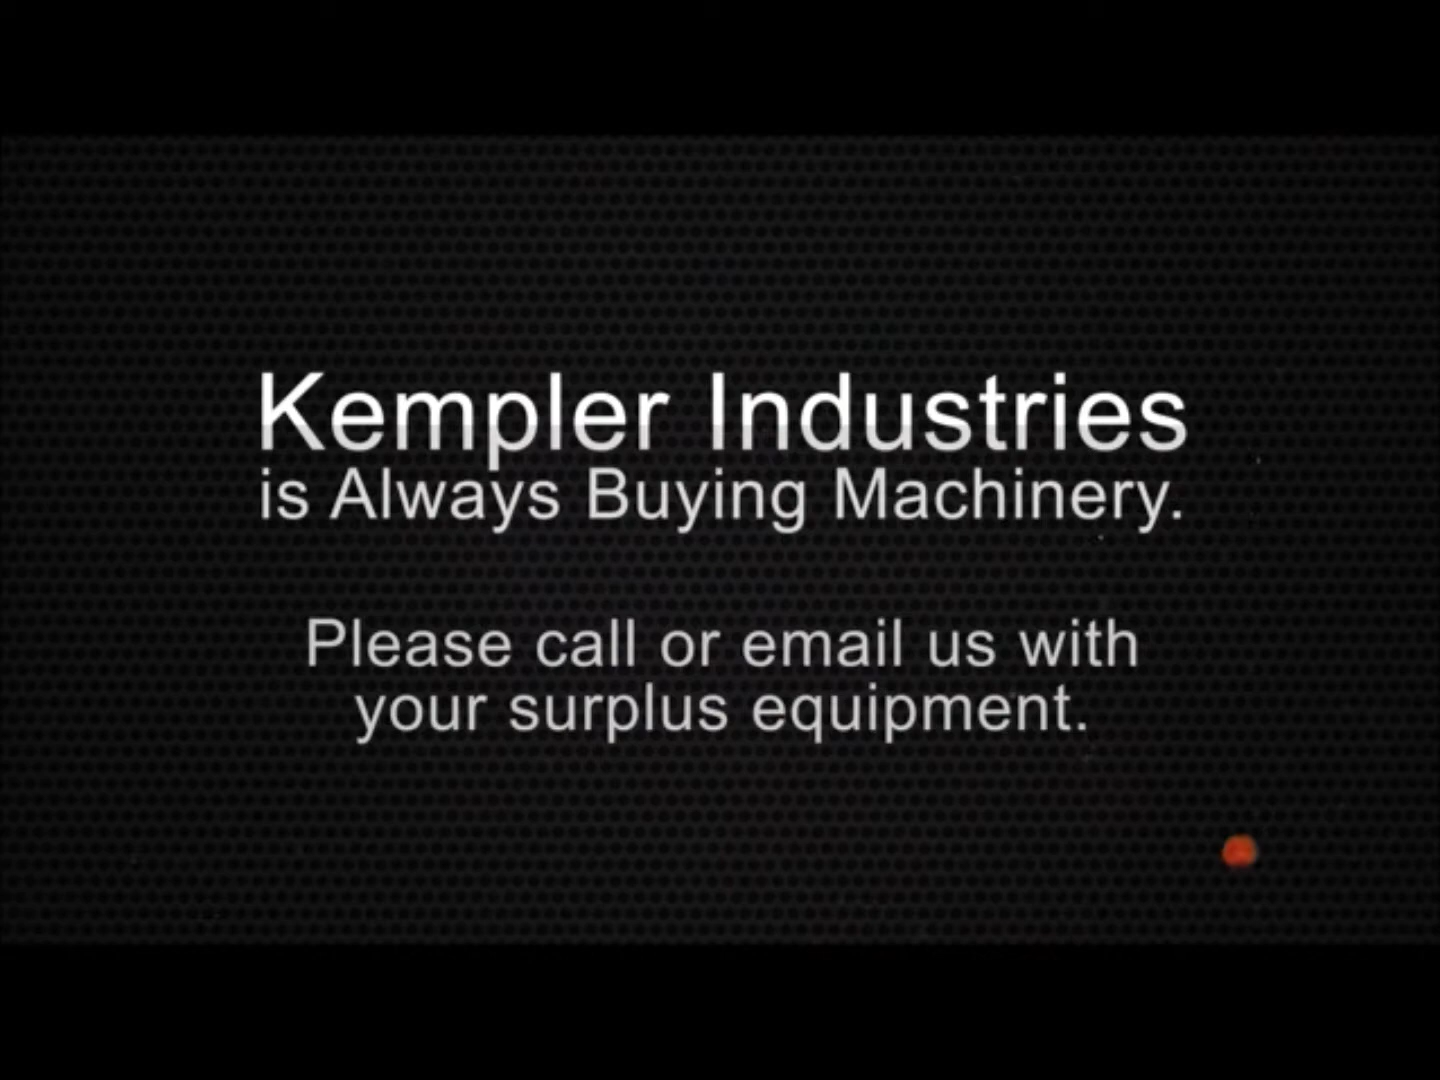 Kempler Industries
is Always Buying Machinery.
Please call or email us with
your surplus equipment.